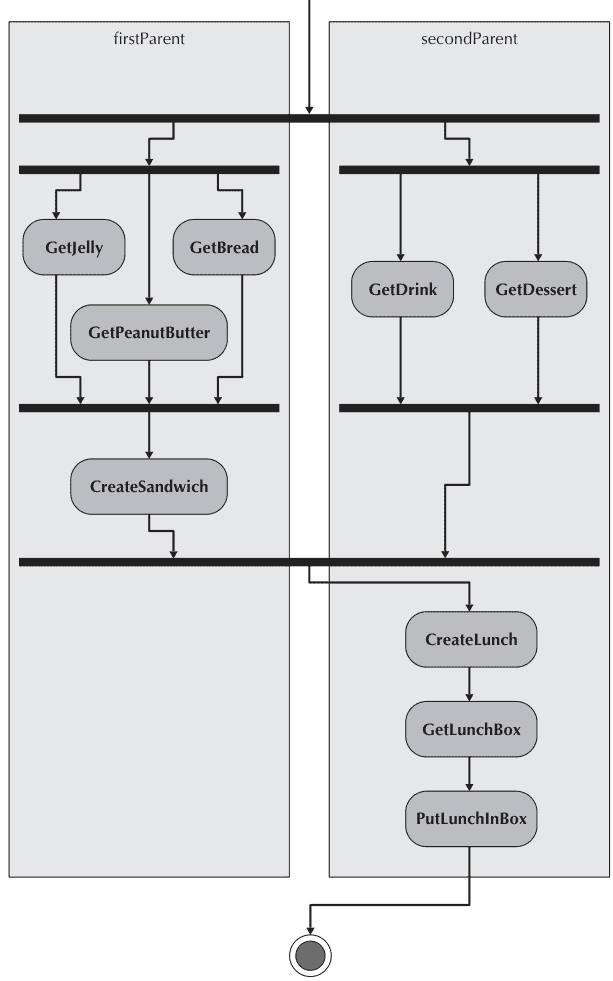 firstParent
secondParent
GetJelly
GetBread
GetDrink
GetDessert
GetPeanutButter
CreateSandwich
CreateLunch
GetLunchBox
PutLunchInBox